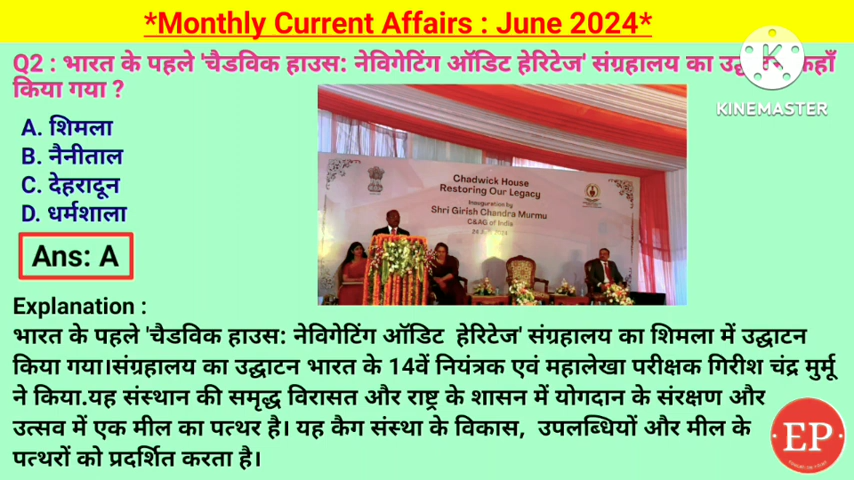 *Monthly Current Affairs : June 2024*
Q2 : भारत के पहले 'चैडविक हाउस: नेविगेटिंग ऑडिट हेरिटेज' संग्रहालय का कहाँ
किया गया ?
KINEMASTER
A. शिमला
B. नैनीताल
C. देहरादून
D. धर्मशाला
Ans: A
Chadwick House
Restoring Our Legacy
Inauguration by
Shri Girish Chandra Murmu
C&AG of India
2024
Explanation :
भारत के पहले 'चैडविक हाउस: नेविगेटिंग ऑडिट हेरिटेज' संग्रहालय का शिमला में उद्घाटन
किया गया।संग्रहालय का उद्घाटन भारत के 14वें नियंत्रक एवं महालेखा परीक्षक गिरीश चंद्र मुर्मू
ने किया.यह संस्थान की समृद्ध विरासत और राष्ट्र के शासन में योगदान के संरक्षण और
उत्सव में एक मील का पत्थर है। यह कैग संस्था के विकास, उपलब्धियों और मील के
पत्थरों को प्रदर्शित करता है।
EP